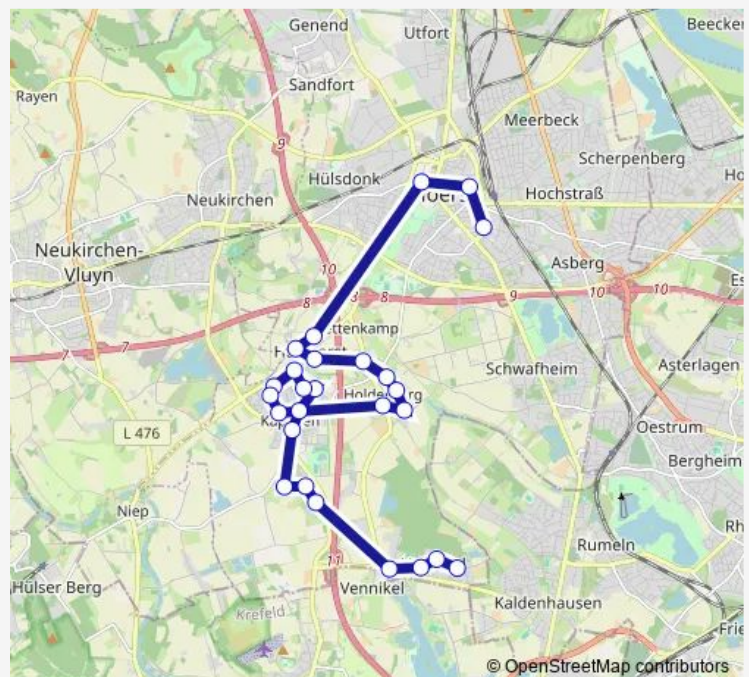 Genend
Utfort
Beecker
Sandfort
Rayen
9
Meerbeck
Scherpenberg
Hülsdonk
Neukirchen
Hochstraß
Neukirchen-
Vluyn
Asberg
10
10
10
8
8
9
7
7
Schwafheim
Asterlagen
L 476
Oestrum
Bergheim
Niep
Rumeln
11
Hülser Berg
Vennikel
Krefeld
Kaldenhausen
© OpenStreetMap contributors